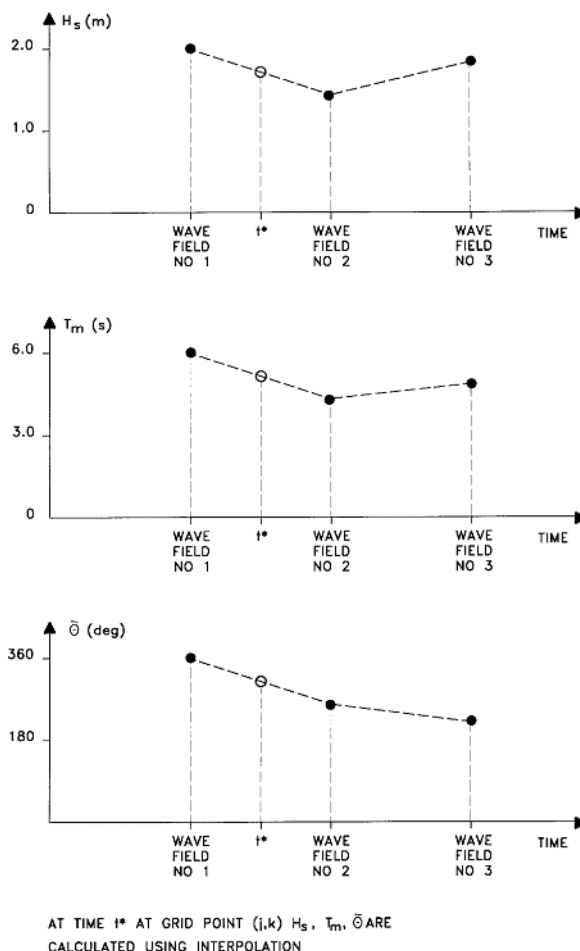 H_s (m)
2.0
1.0
0
WAVE FIELD NO 1
t*
WAVE FIELD NO 2
WAVE FIELD NO 3
TIME
T_m (s)
6.0
3.0
0
WAVE FIELD NO 1
t*
WAVE FIELD NO 2
WAVE FIELD NO 3
TIME
Θ̄ (deg)
360
180
WAVE FIELD NO 1
t*
WAVE FIELD NO 2
WAVE FIELD NO 3
TIME
AT TIME t* AT GRID POINT (j,k) H_s, T_m, Θ̄ ARE
CALCULATED USING INTERPOLATION